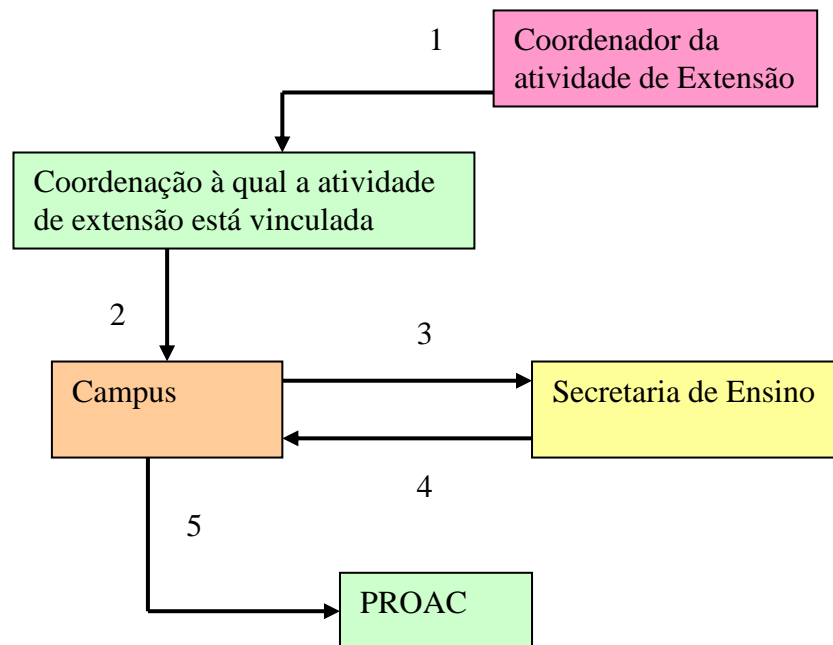 1
Coordenador da
atividade de Extensão
Coordenação à qual a atividade
de extensão está vinculada
2
3
Campus
Secretaria de Ensino
4
5
PROAC